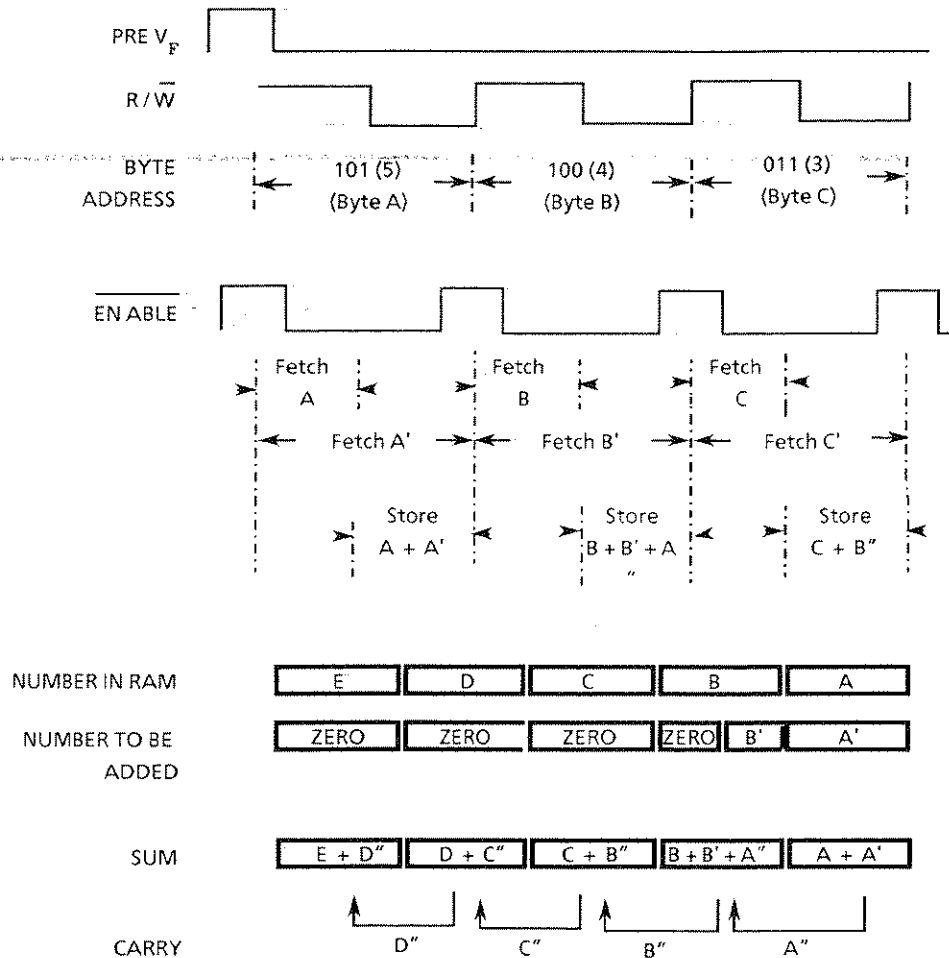 PRE V_F
R / W̅
BYTE ADDRESS
101 (5)
(Byte A)
100 (4)
(Byte B)
011 (3)
(Byte C)
EN ABLE
Fetch A
Fetch B
Fetch C
Fetch A'
Fetch B'
Fetch C'
Store
A + A'
Store
B + B' + A
"
Store
C + B"
NUMBER IN RAM
E
D
C
B
A
NUMBER TO BE
ADDED
ZERO
ZERO
ZERO
ZERO
B'
A'
SUM
E + D"
D + C"
C + B"
B + B' + A"
A + A'
CARRY
D"
C"
B"
A"